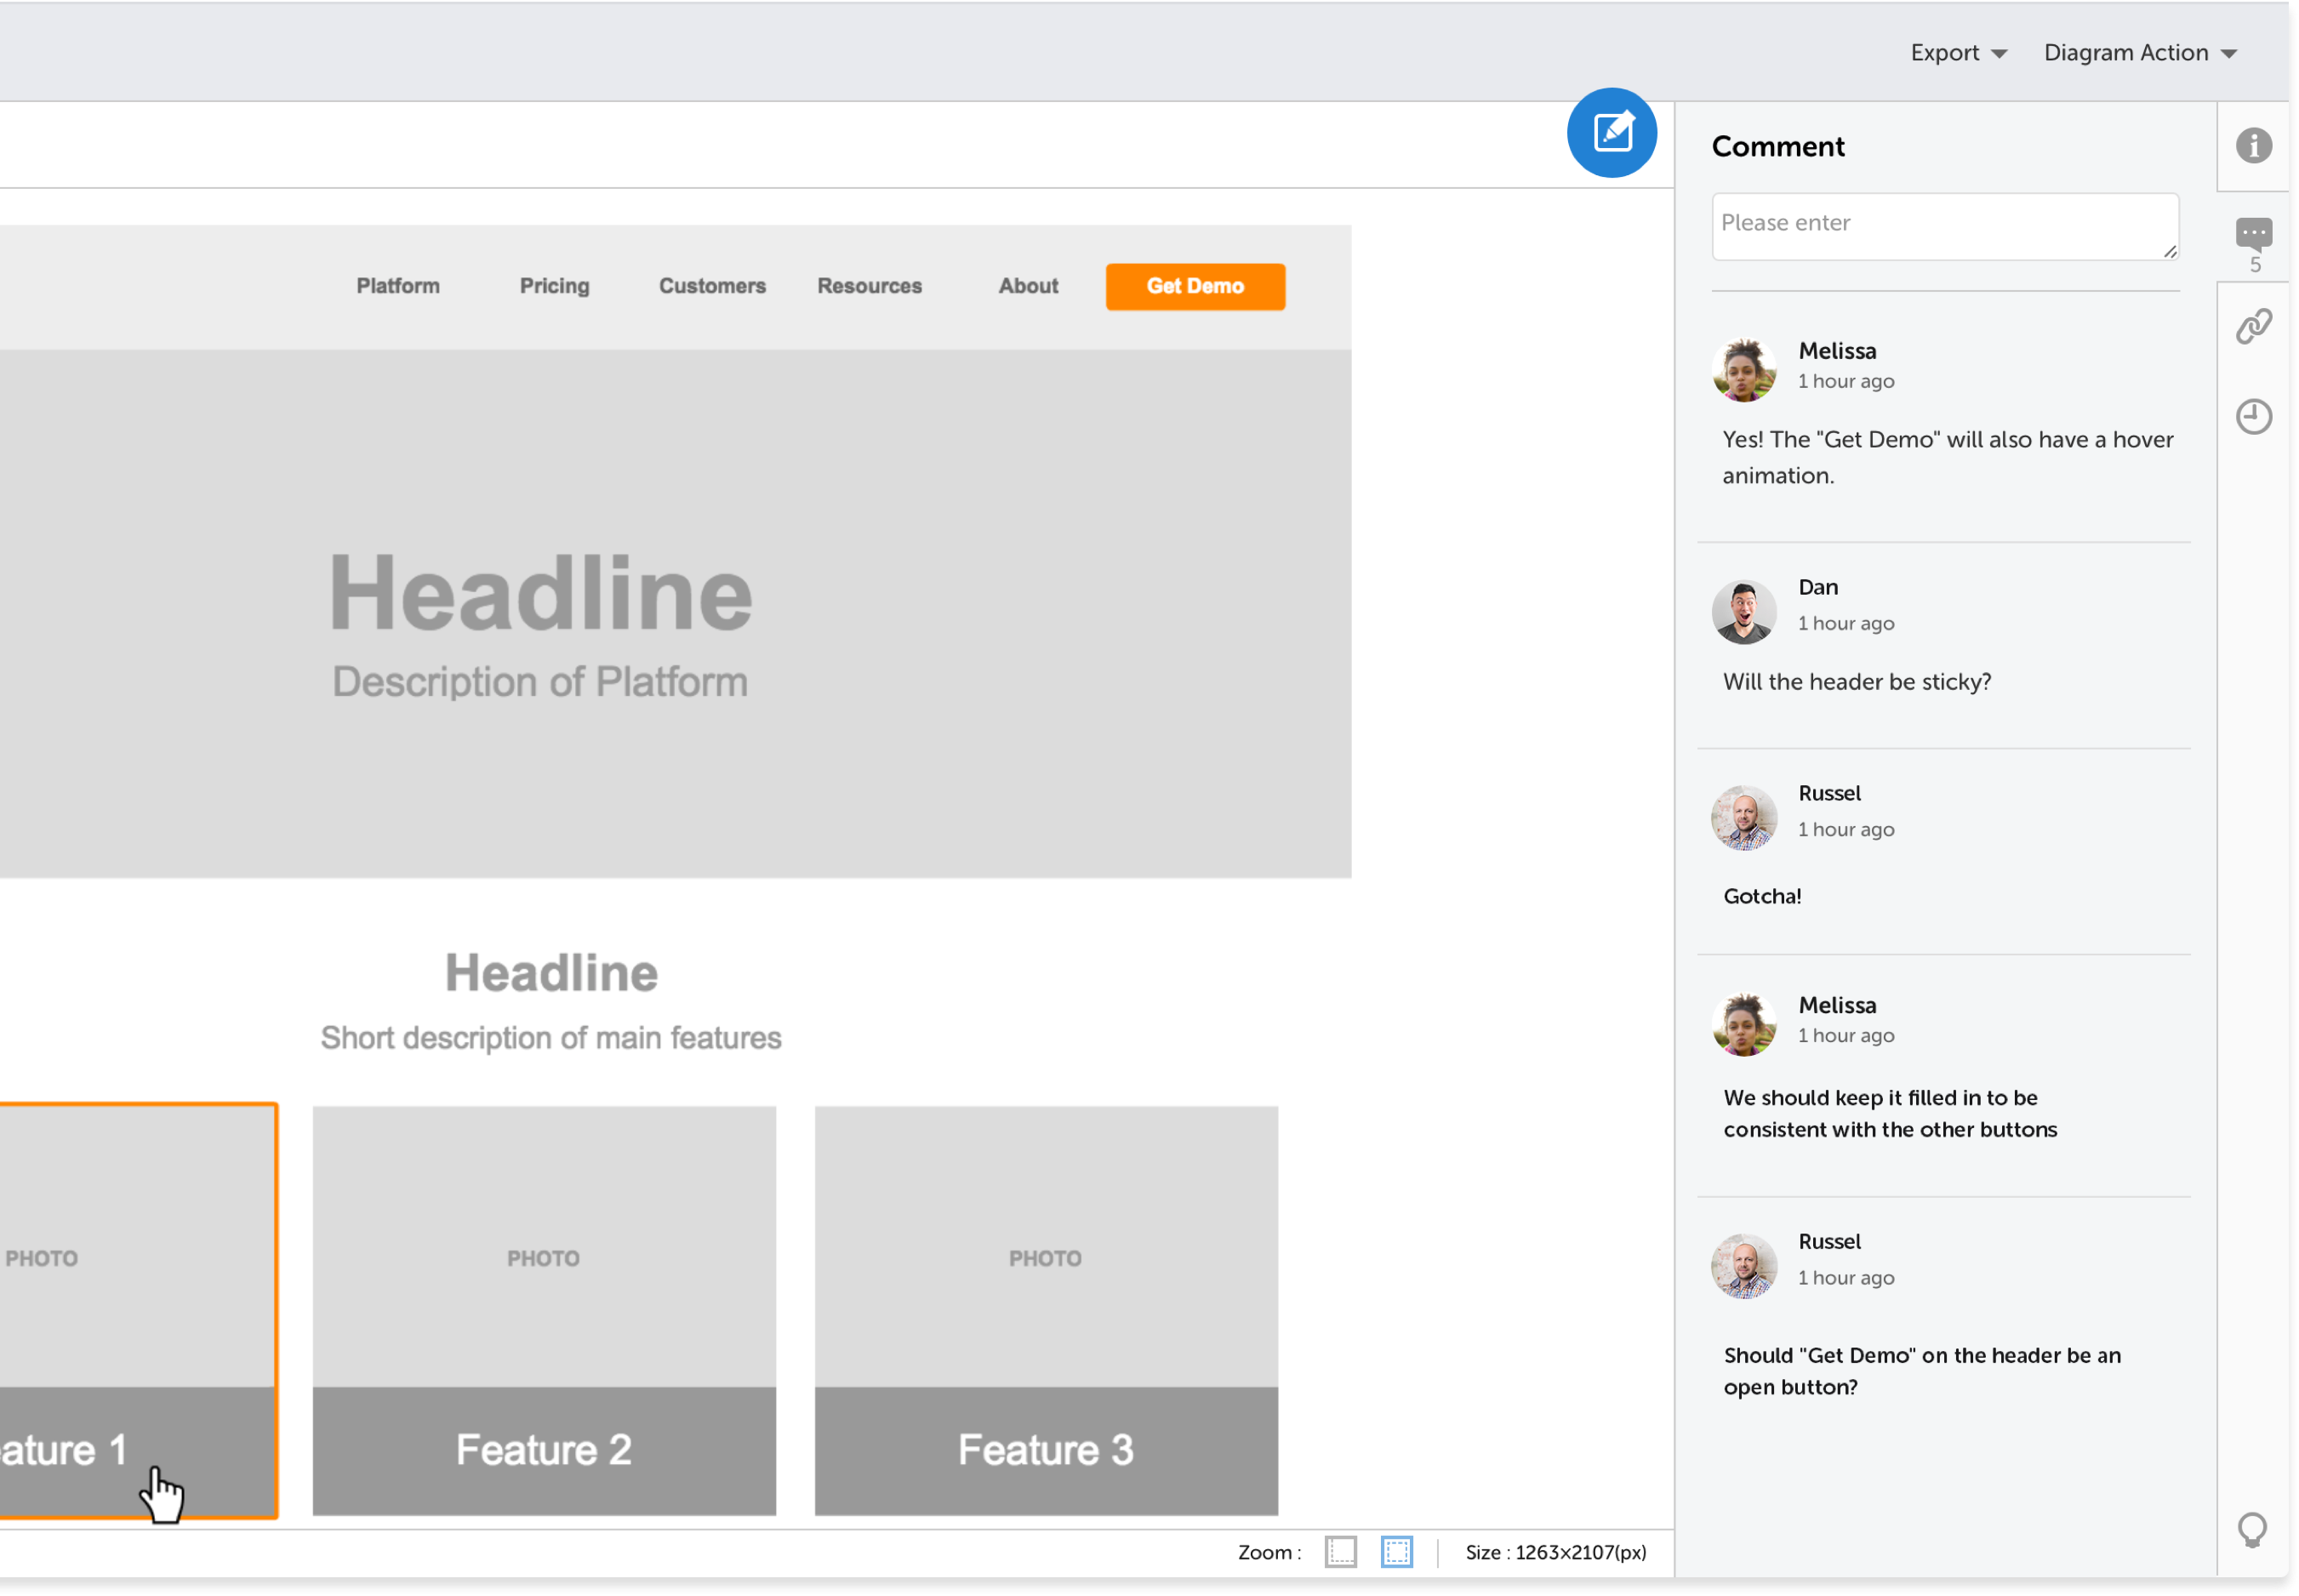 Export
Diagram Action
Comment
Please enter
5
Platform Pricing Customers Resources About Get Demo
Headline
Description of Platform
Headline
Short description of main features
PHOTO PHOTO PHOTO
ature 1 Feature 2 Feature 3
Zoom : Size : 1263×2107(px)
Melissa
1 hour ago
Yes! The "Get Demo" will also have a hover
animation.
Dan
1 hour ago
Will the header be sticky?
Russel
1 hour ago
Gotcha!
Melissa
1 hour ago
We should keep it filled in to be
consistent with the other buttons
Russel
1 hour ago
Should "Get Demo" on the header be an
open button?